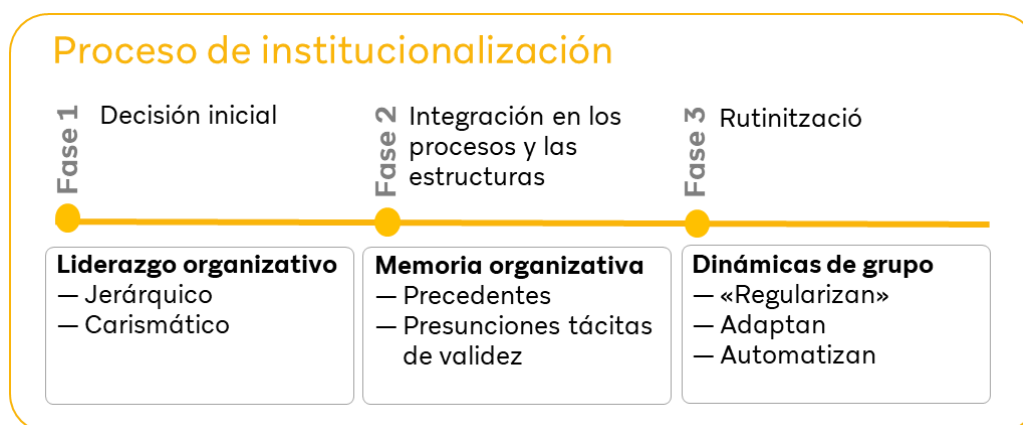 Proceso de institucionalización
Fase 1
Decisión inicial
Fase 2
Integración en los
procesos y las
estructuras
Fase 3
Rutinització
Liderazgo organizativo
— Jerárquico
— Carismático
Memoria organizativa
— Precedentes
— Presunciones tácitas
de validez
Dinámicas de grupo
— «Regularizan»
— Adaptan
— Automatizan